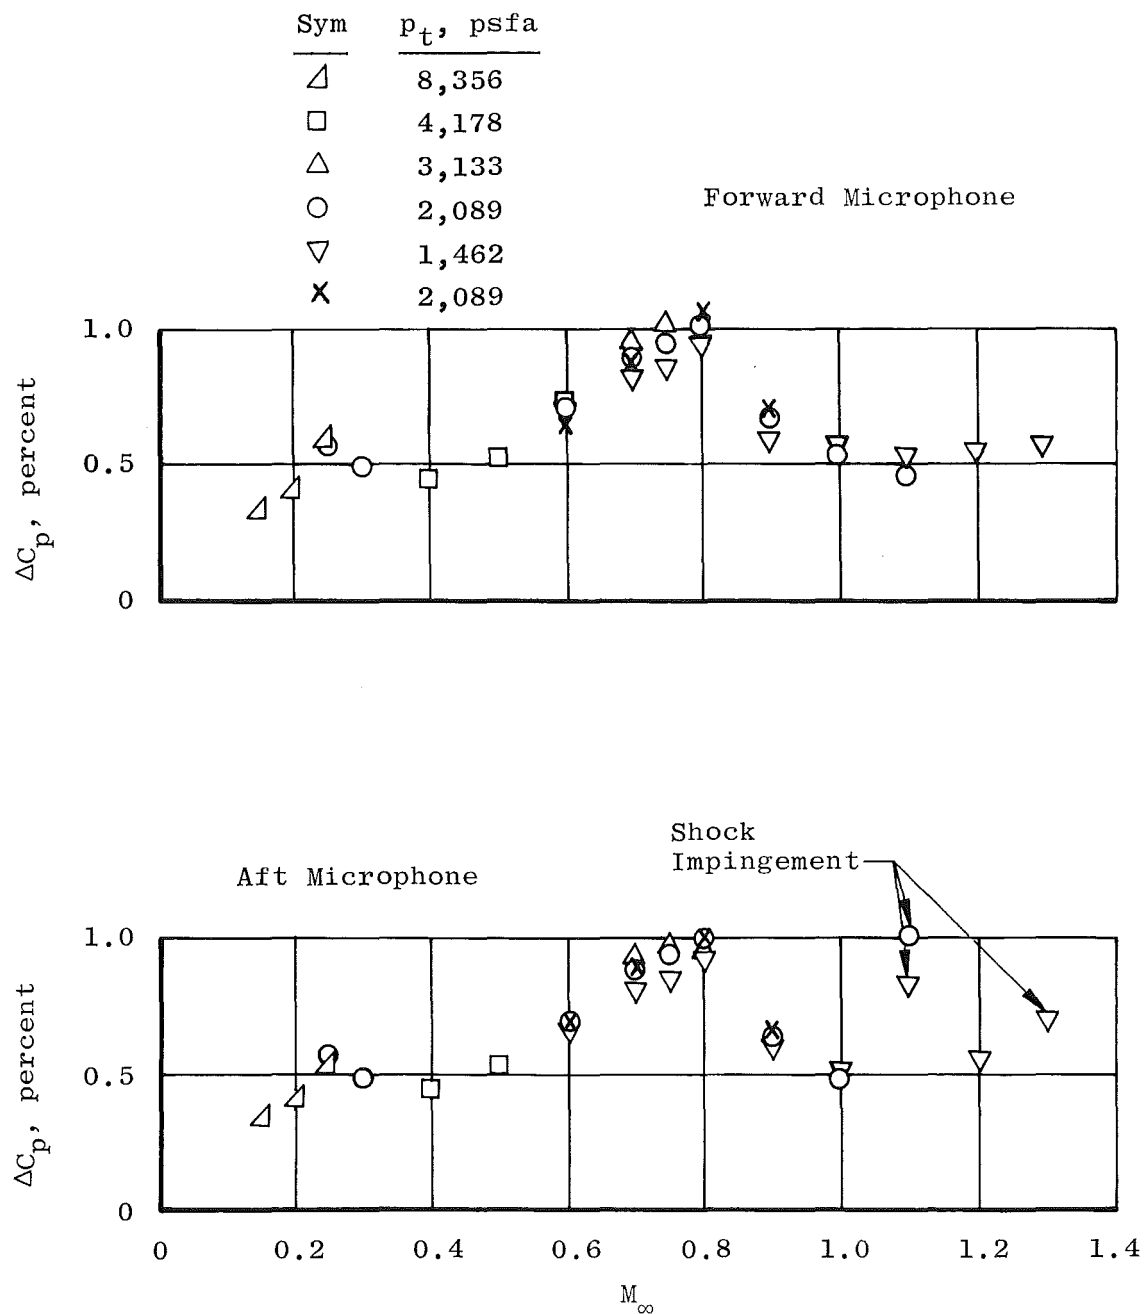 Sym p_t, psfa
8,356
4,178
3,133
2,089
1,462
2,089
Forward Microphone
1.0
0.5
0
ΔC_p, percent
Shock
Impingement
Aft Microphone
1.0
0.5
0
ΔC_p, percent
0 0.2 0.4 0.6 0.8 1.0 1.2 1.4
M_∞